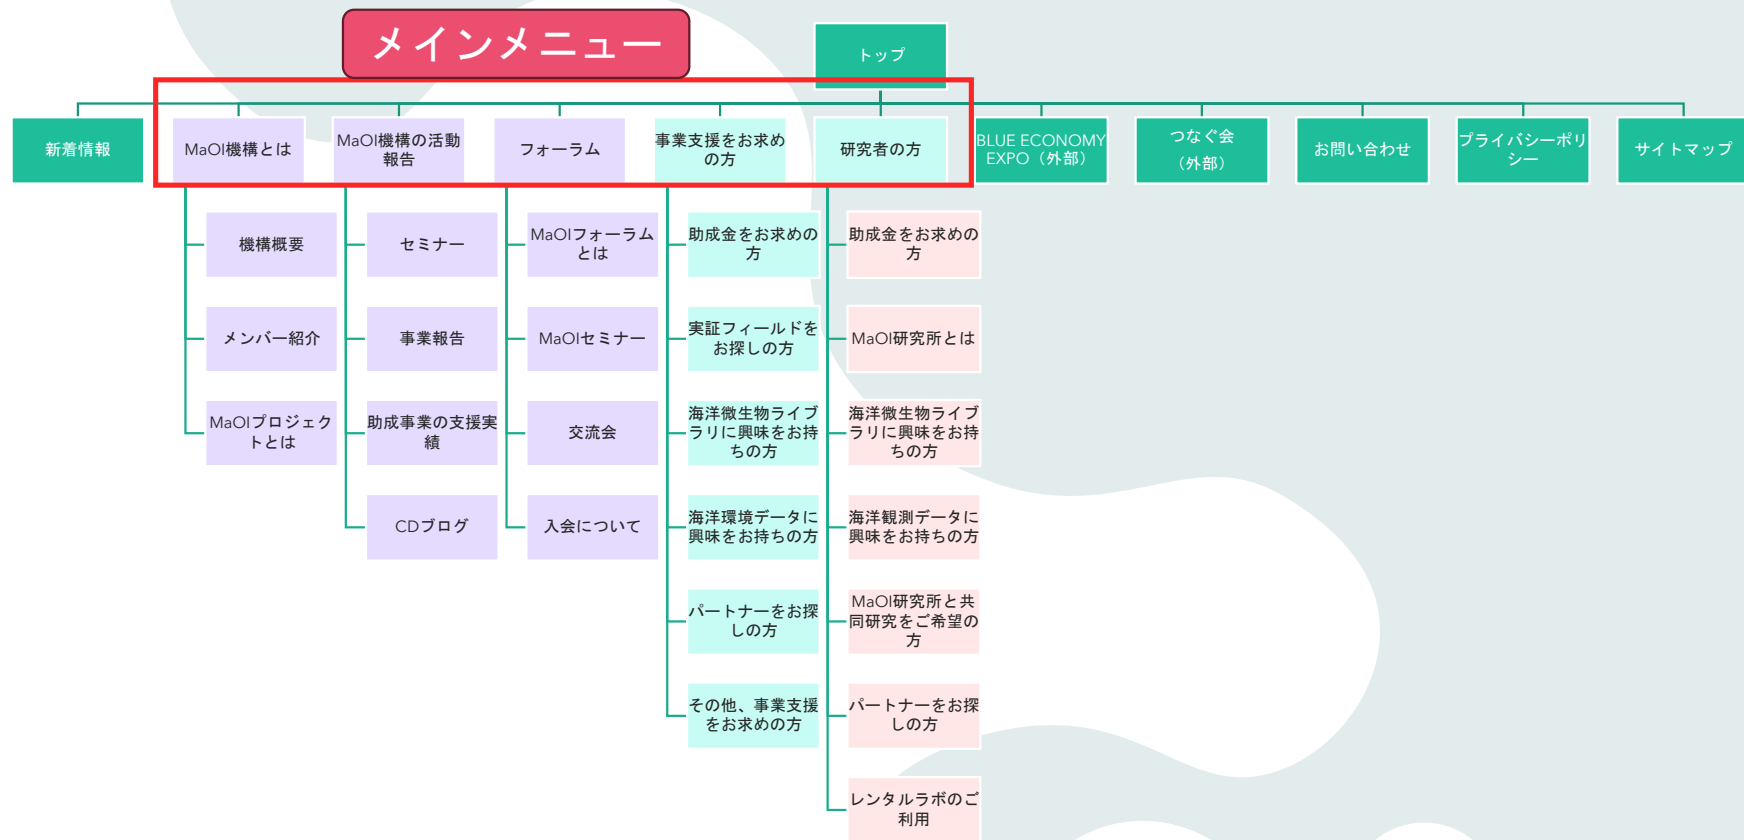 メインメニュー
トップ
新着情報
MaOI機構とは
MaOI機構の活動
報告
フォーラム
事業支援をお求め
の方
研究者の方
BLUE ECONOMY
EXPO（外部）
つなぐ会
（外部）
お問い合わせ
プライバシーポリ
シー
サイトマップ
機構概要
メンバー紹介
MaOIプロジェク
トとは
セミナー
事業報告
助成事業の支援実
績
CDブログ
MaOIフォーラム
とは
MaOIセミナー
交流会
入会について
助成金をお求めの
方
実証フィールドを
お探しの方
海洋微生物ライブ
ラリに興味をお持
ちの方
海洋環境データに
興味をお持ちの方
パートナーをお探
しの方
その他、事業支援
をお求めの方
助成金をお求めの
方
MaOI研究所とは
海洋微生物ライブ
ラリに興味をお持
ちの方
海洋観測データに
興味をお持ちの方
MaOI研究所と共
同研究をご希望の
方
パートナーをお探
しの方
レンタルラボのご
利用